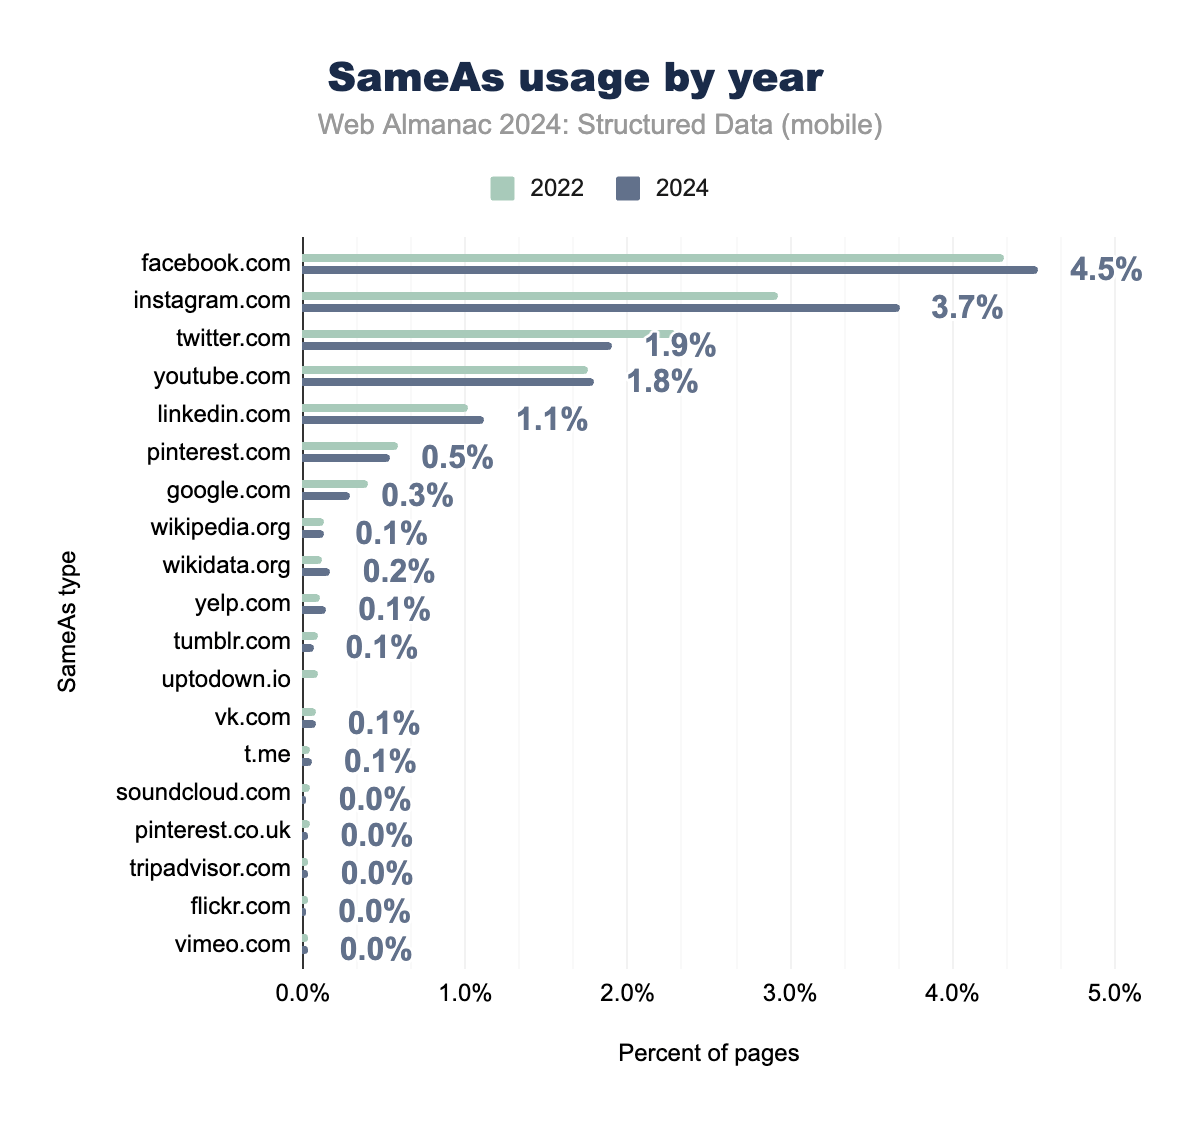 SameAs usage by year
Web Almanac 2024: Structured Data (mobile)
2022 2024
facebook.com 4.5%
instagram.com 3.7%
twitter.com 1.9%
youtube.com 1.8%
linkedin.com 1.1%
pinterest.com 0.5%
google.com 0.3%
wikipedia.org 0.1%
wikidata.org 0.2%
yelp.com 0.1%
tumblr.com 0.1%
uptodown.io
vk.com 0.1%
t.me 0.1%
soundcloud.com 0.0%
pinterest.co.uk 0.0%
tripadvisor.com 0.0%
flickr.com 0.0%
vimeo.com 0.0%
SameAs type
0.0% 1.0% 2.0% 3.0% 4.0% 5.0%
Percent of pages